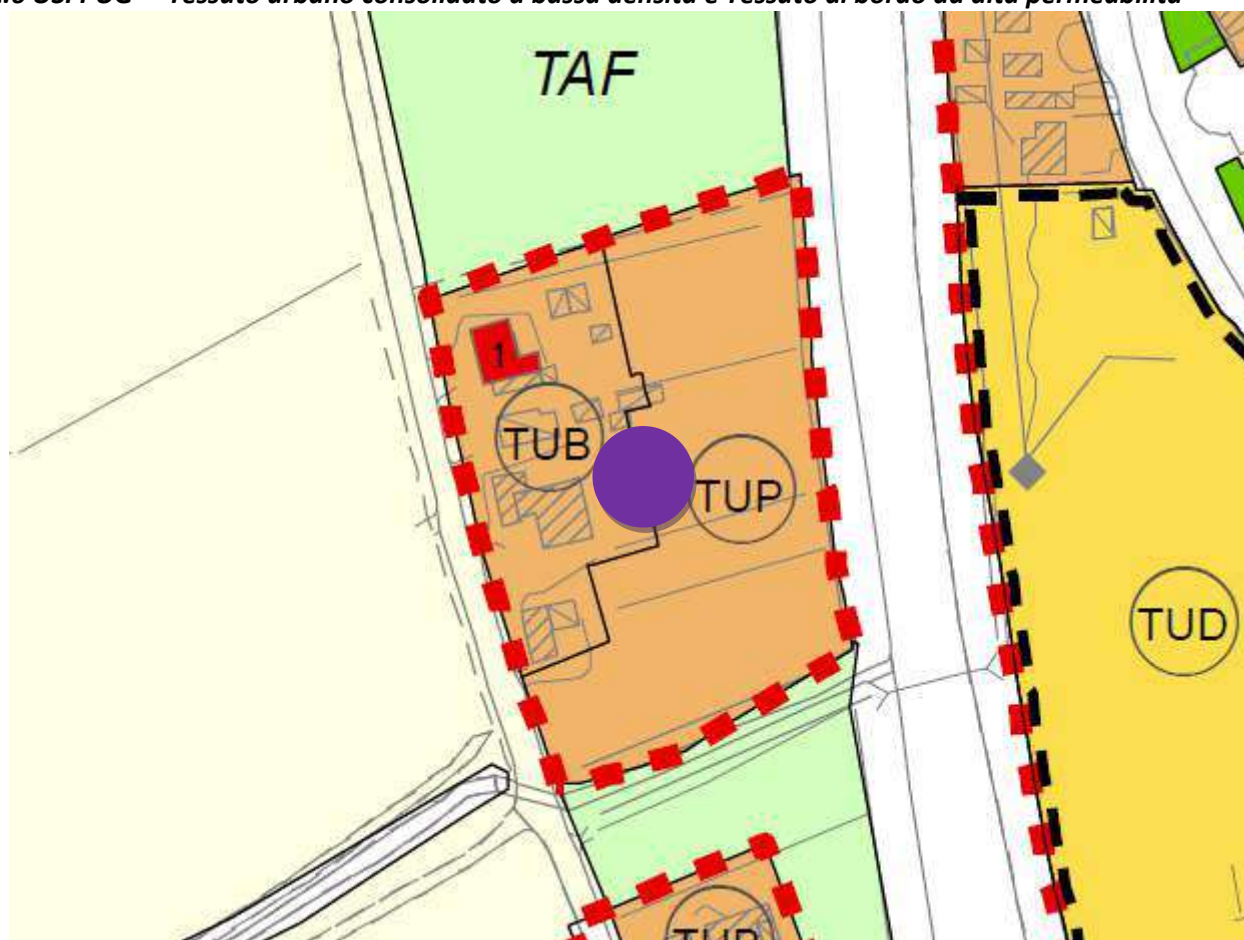 Tessuto urbano consolidato a bassa densità e Tessuto di bordo ad alta permeabilità
TAF
1
TUB
TUP
TUD